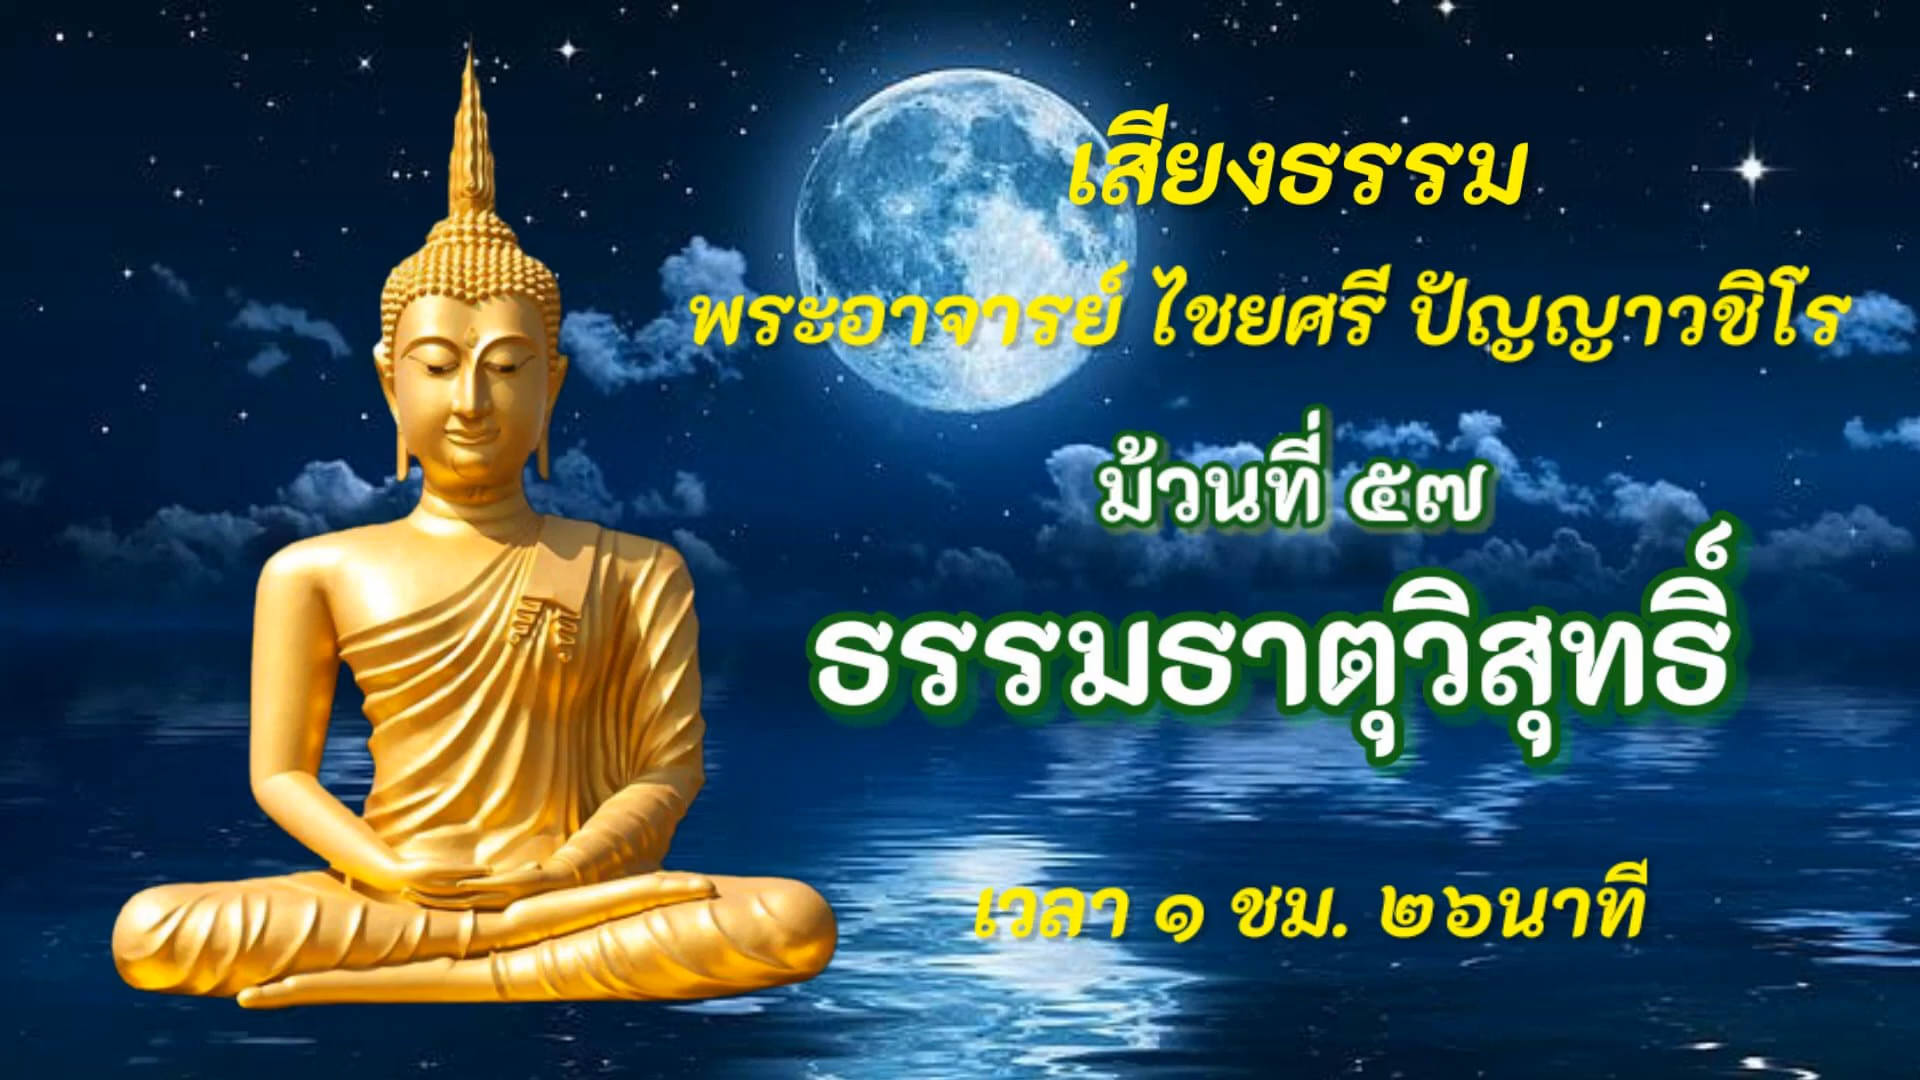 เสียงธรรม
พระอาจารย์ ไชยศรี ปัญญาวชิโร
ม้วนที่ ๕๗
ธรรมธาตุวิสุทธิ์
เวลา ๑ ชม. ๒๖นาที